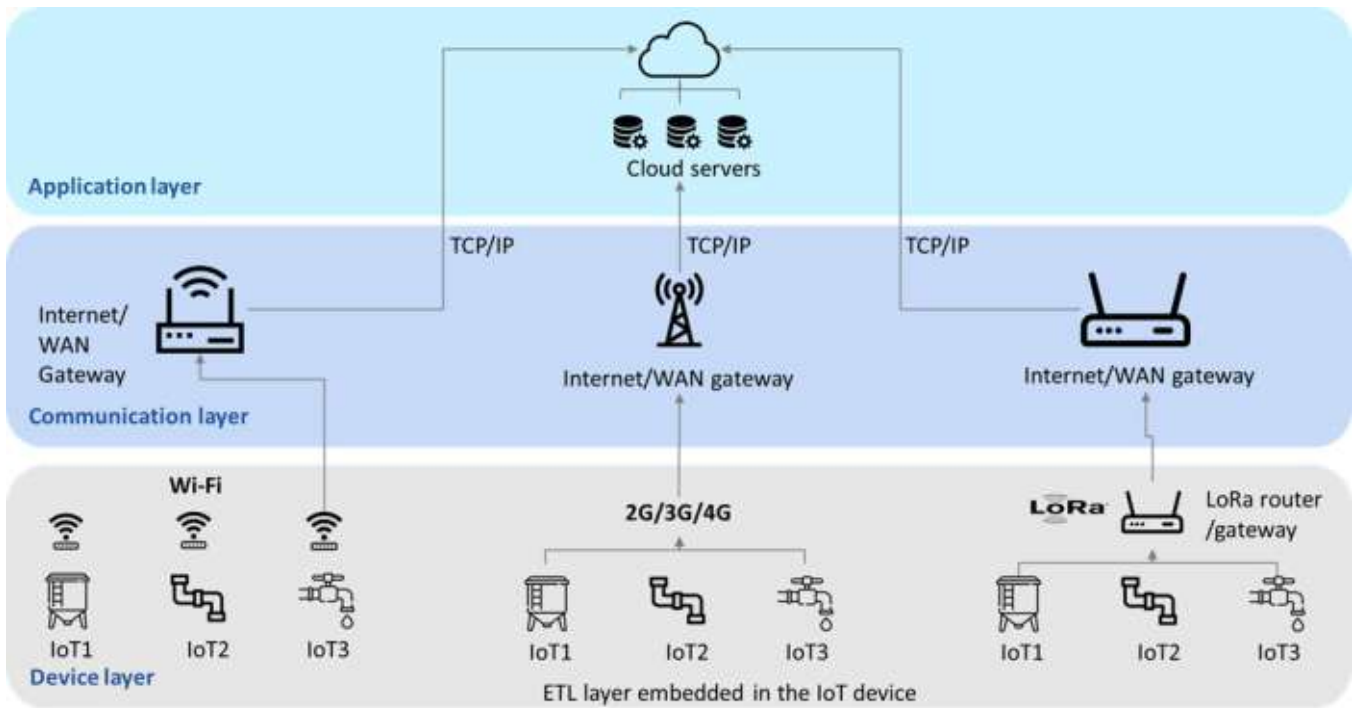 Cloud servers
Application layer
TCP/IP
TCP/IP
TCP/IP
Internet/
WAN
Gateway
Internet/WAN gateway
Internet/WAN gateway
Communication layer
Wi-Fi
2G/3G/4G
LoRa
LoRa router
/gateway
IoT1
IoT2
IoT3
IoT1
IoT2
IoT3
IoT1
IoT2
IoT3
Device layer
ETL layer embedded in the IoT device